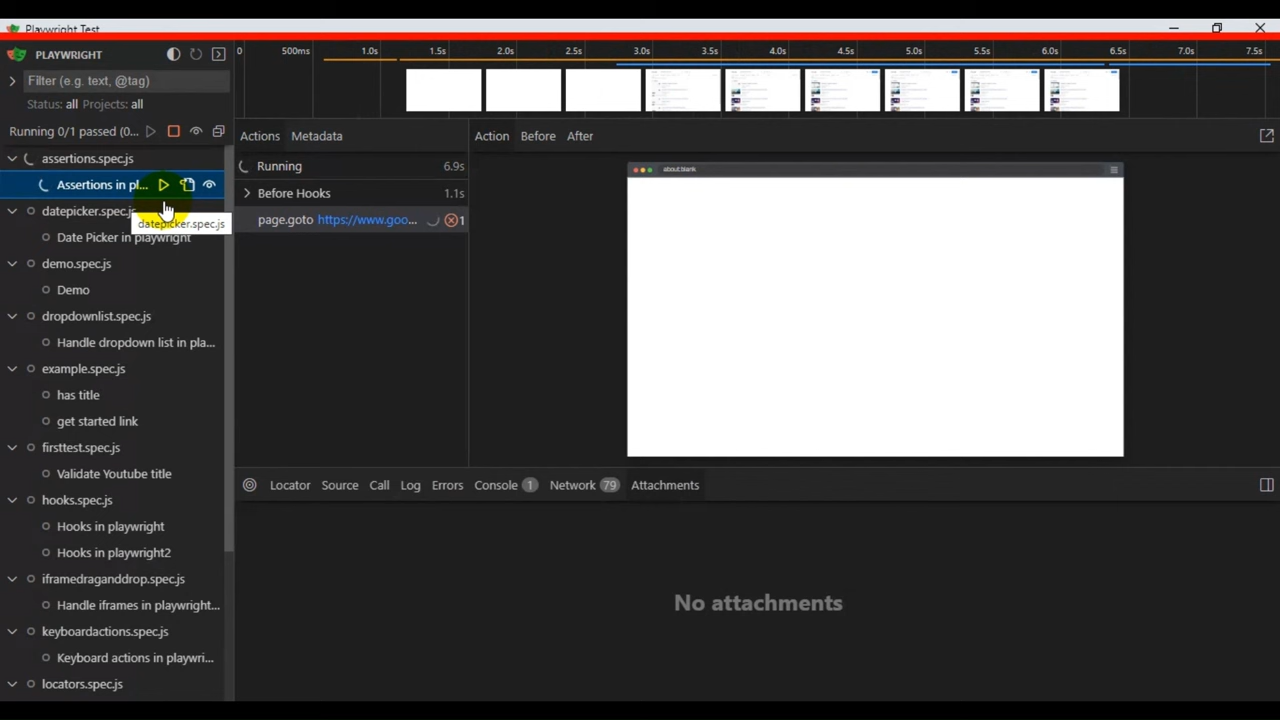 Playwright Test
PLAYWRIGHT
Filter (e.g. text, @tag)
Status: all Projects: all
Running 0/1 passed (0...
assertions.spec.js
Assertions in pl...
datepicker.spec.js
datepicker.spec.js
Date Picker in playwright
demo.spec.js
Demo
dropdownlist.spec.js
Handle dropdown list in pla...
example.spec.js
has title
get started link
firsttest.spec.js
Validate Youtube title
hooks.spec.js
Hooks in playwright
Hooks in playwright2
iframedraganddrop.spec.js
Handle iframes in playwright...
keyboardactions.spec.js
Keyboard actions in playwri...
locators.spec.js
0 500ms 1.0s 1.5s 2.0s 2.5s 3.0s 3.5s 4.0s 4.5s 5.0s 5.5s 6.0s 6.5s 7.0s 7.5s
Actions Metadata
Running 6.9s
Before Hooks 1.1s
page.goto https://www.goo... 1
Action Before After
about:blank
Locator Source Call Log Errors Console 1 Network 79 Attachments
No attachments